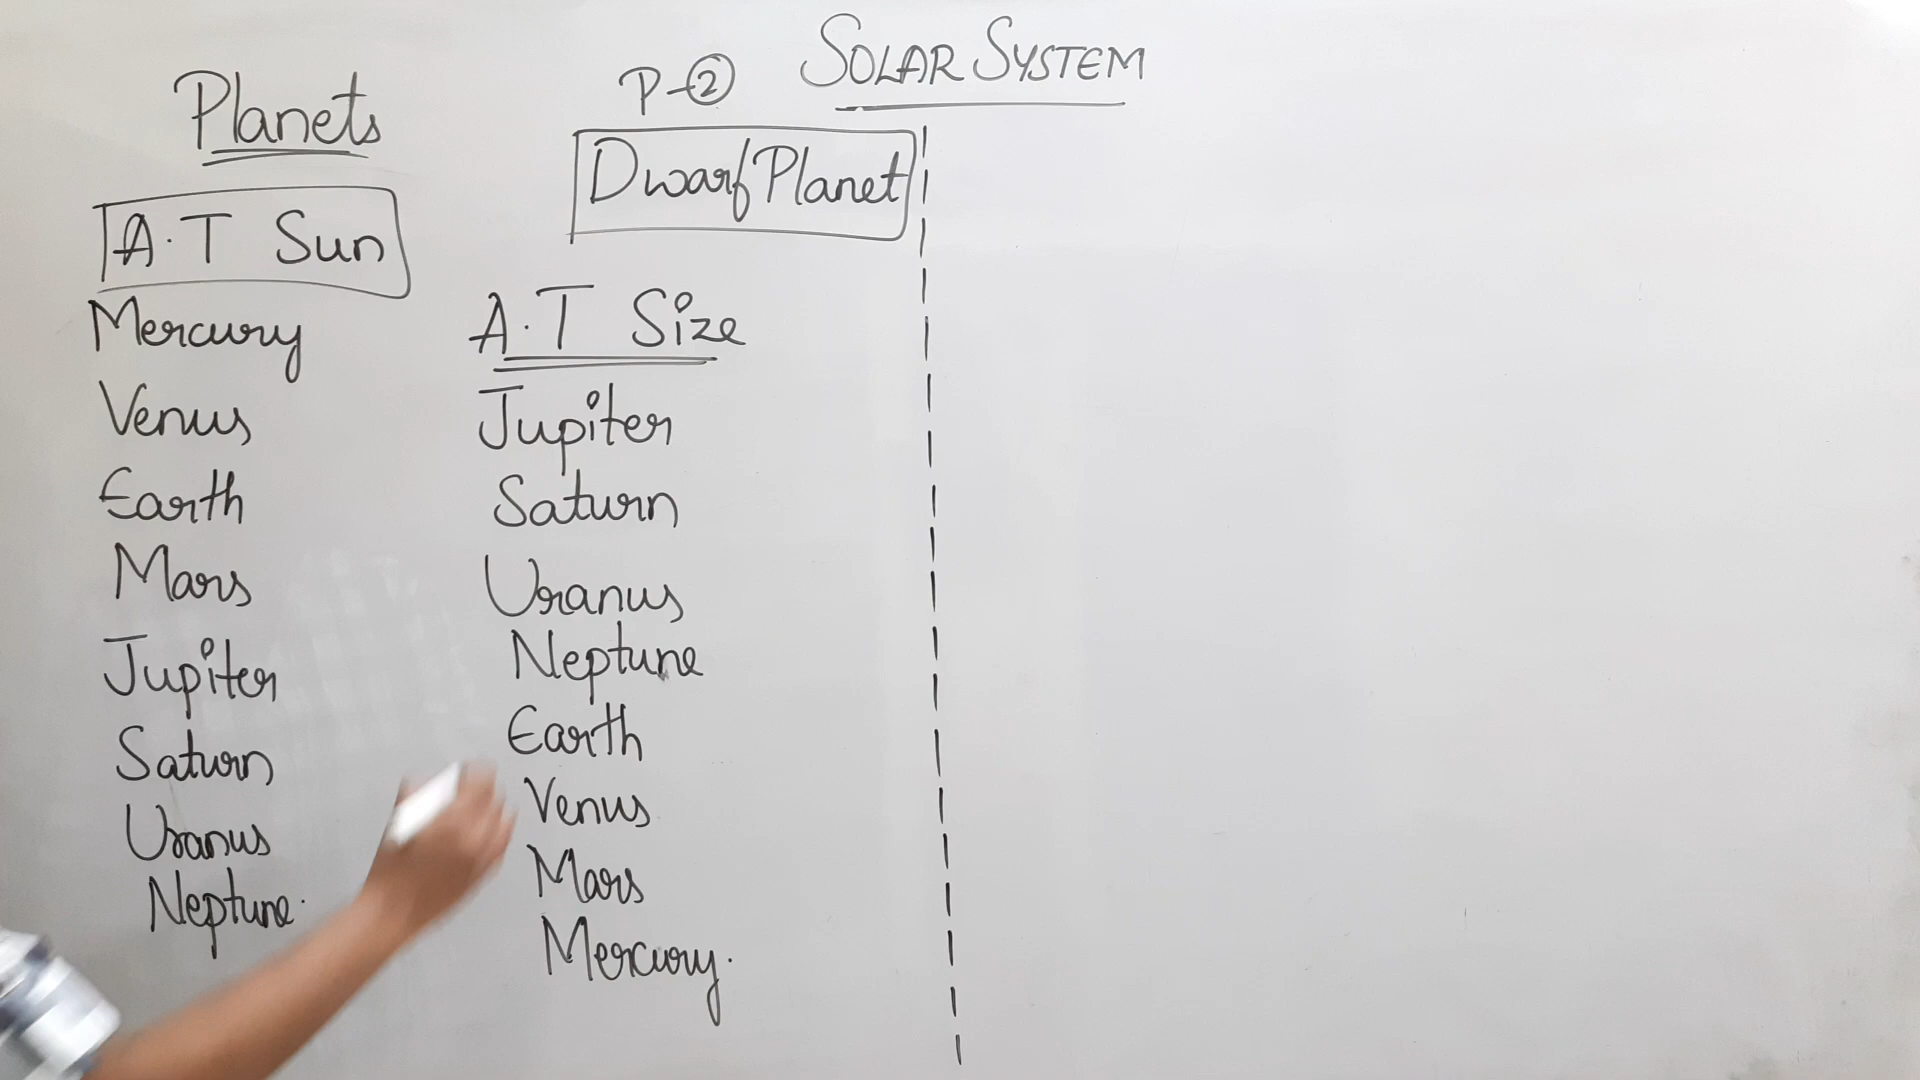 SOLAR SYSTEM
P-2
Planets
Dwarf Planet
A.T Sun
Mercury
Venus
Earth
Mars
Jupiter
Saturn
Uranus
Neptune.
A.T Size
Jupiter
Saturn
Uranus
Neptune
Earth
Venus
Mars
Mercury.